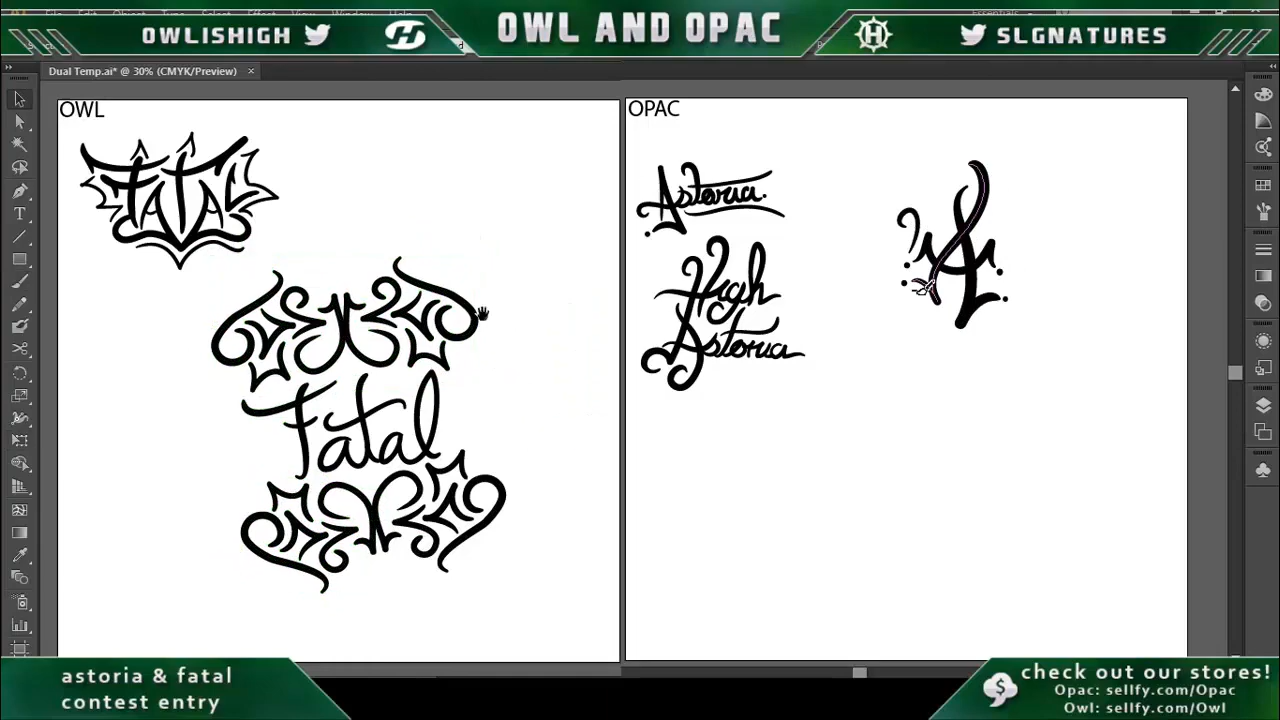 OWLISHIGH
OWL AND OPAC
SLGNATURES
Dual Temp.ai* @ 30% (CMYK/Preview)
OWL
FATAL
Fatal
OPAC
Astoria.
High
Astoria
astoria & fatal
contest entry
check out our stores!
Opac: sellfy.com/Opac
Owl: sellfy.com/Owl